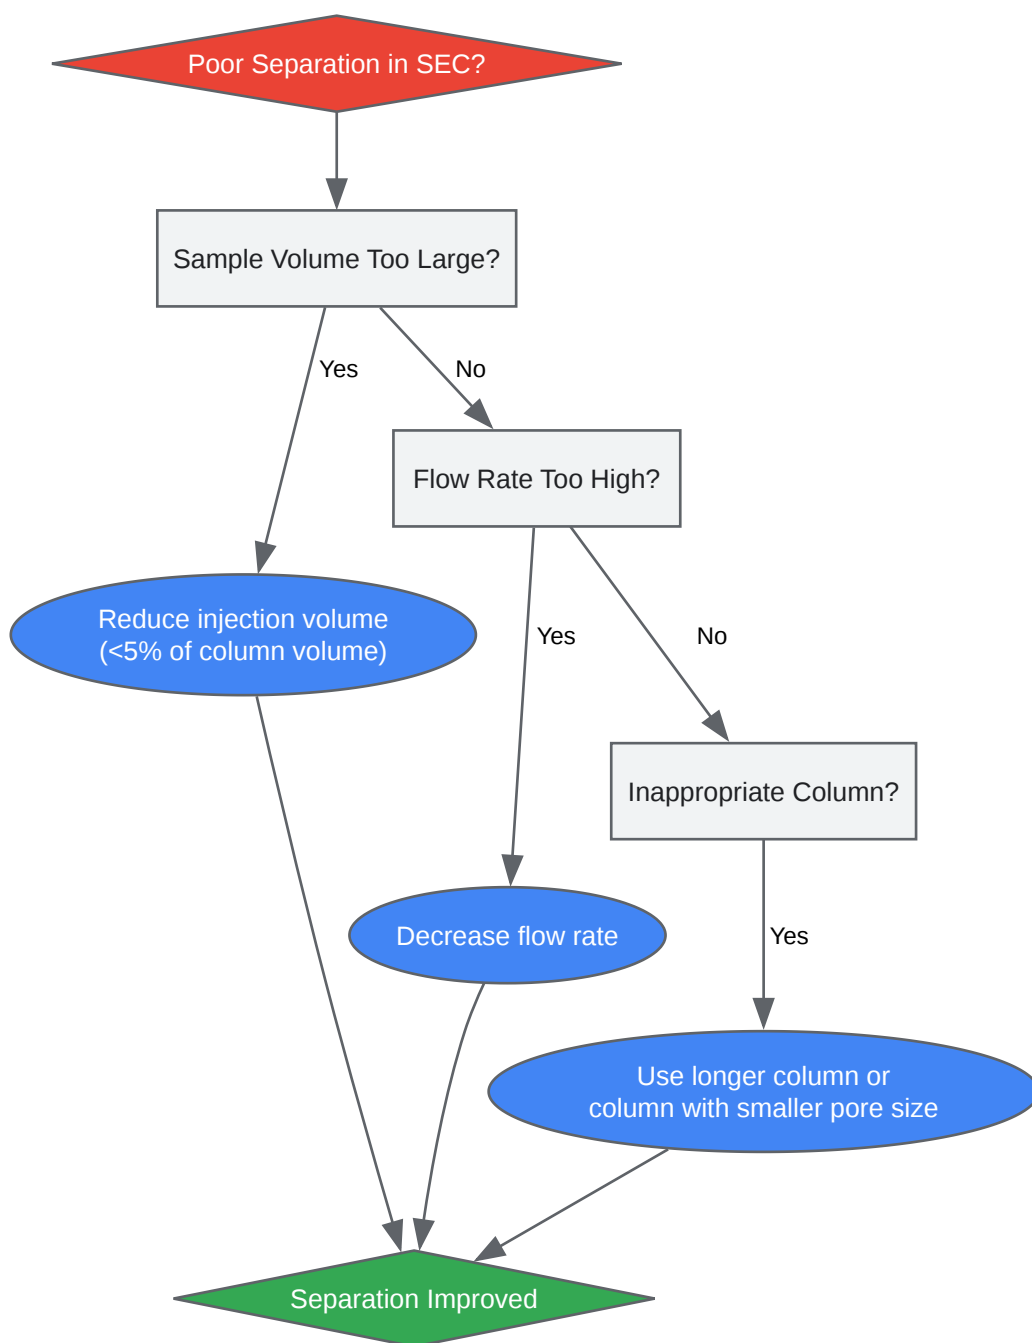 Poor Separation in SEC?
Sample Volume Too Large?
Yes
No
Flow Rate Too High?
Reduce injection volume
(<5% of column volume)
Yes
No
Inappropriate Column?
Decrease flow rate
Yes
Use longer column or
column with smaller pore size
Separation Improved